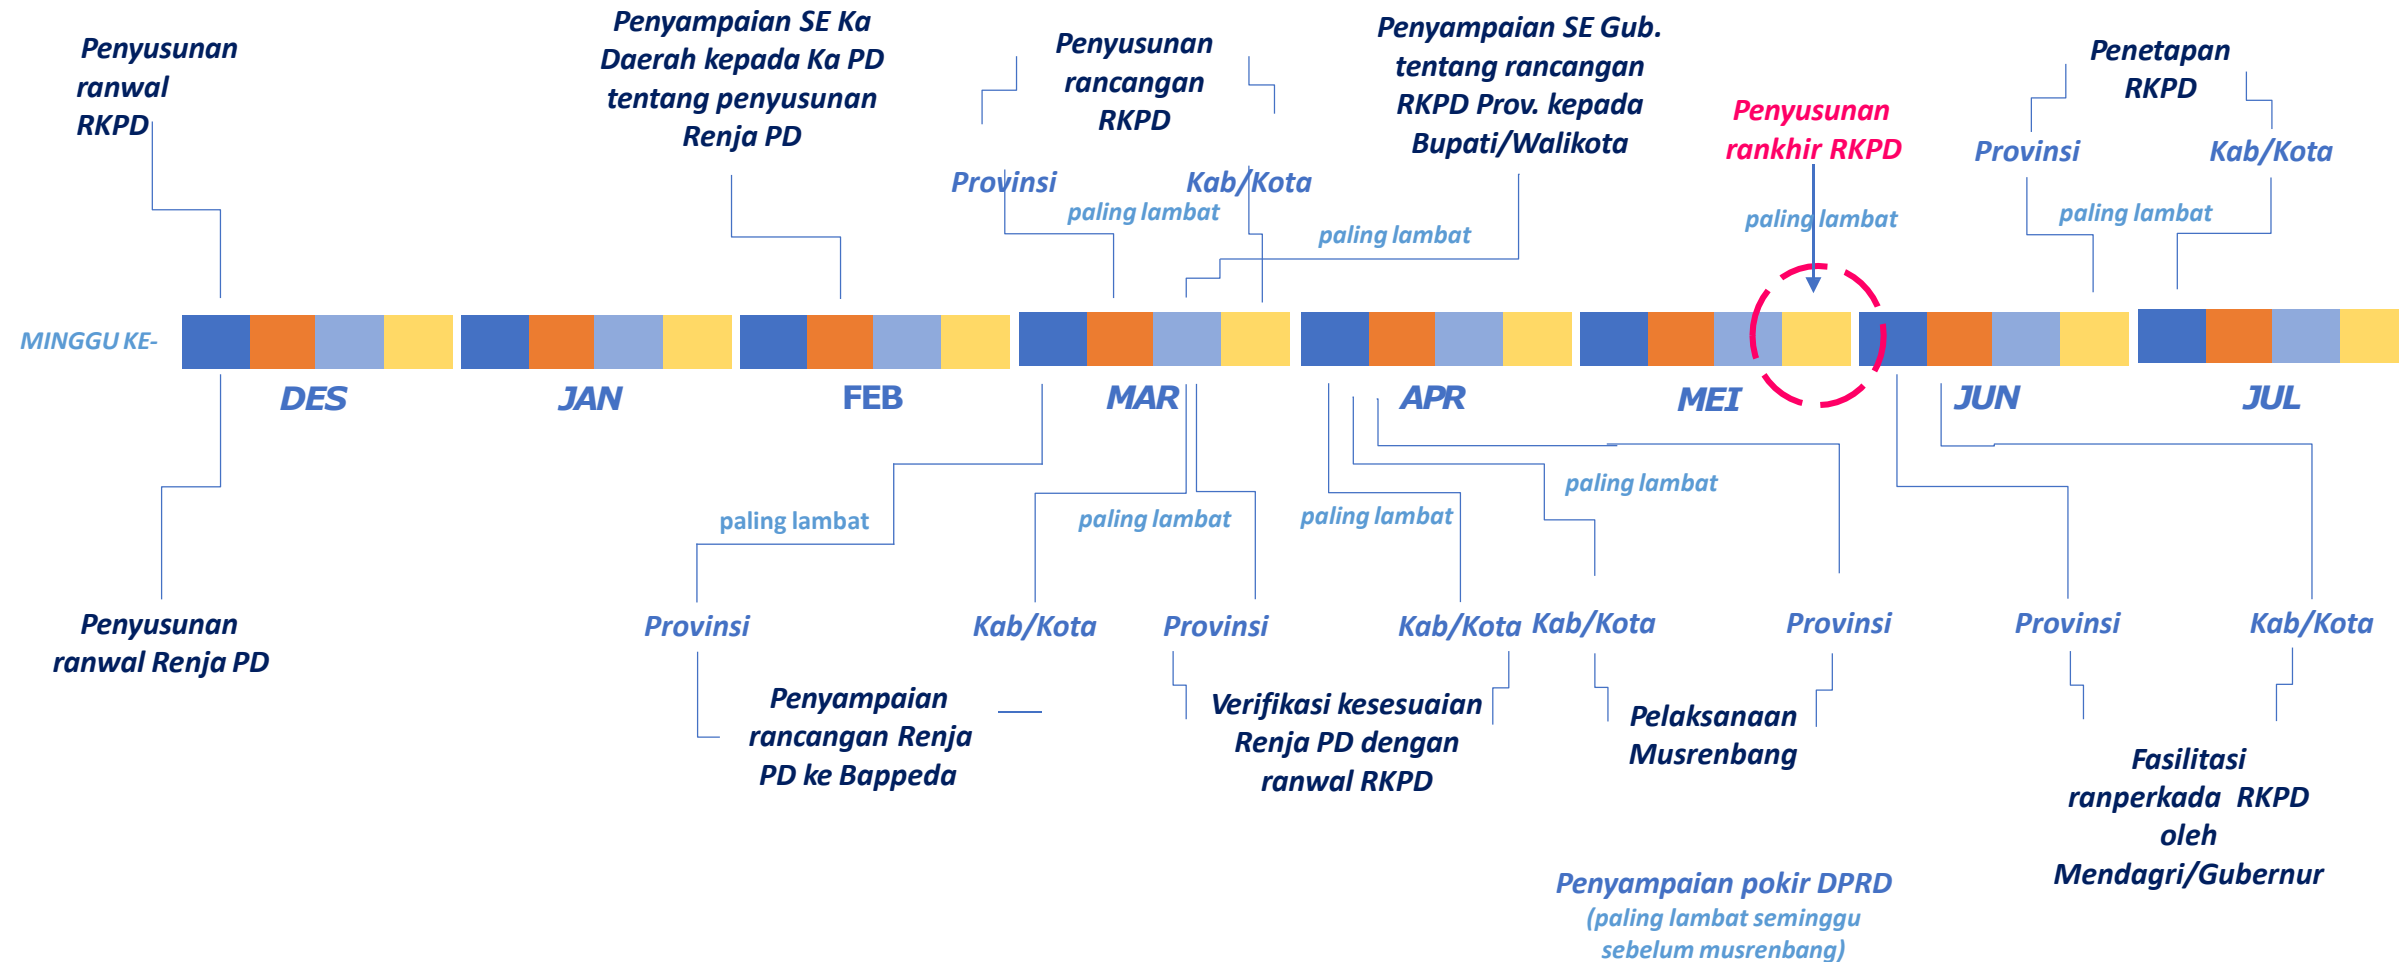 Penyusunan
ranwal
RKPD
Penyampaian SE Ka
Daerah kepada Ka PD
tentang penyusunan
Renja PD
Penyusunan
rancangan
RKPD
Provinsi
Kab/Kota
paling lambat
Penyampaian SE Gub.
tentang rancangan
RKPD Prov. kepada
Bupati/Walikota
paling lambat
Penyusunan
rankhir RKPD
paling lambat
Penetapan
RKPD
Provinsi
Kab/Kota
paling lambat
MINGGU KE-
DES
JAN
FEB
MAR
APR
MEI
JUN
JUL
paling lambat
paling lambat
paling lambat
paling lambat
Penyusunan
ranwal Renja PD
Provinsi
Kab/Kota
Penyampaian
rancangan Renja
PD ke Bappeda
Provinsi
Kab/Kota
Verifikasi kesesuaian
Renja PD dengan
ranwal RKPD
Kab/Kota
Provinsi
Pelaksanaan
Musrenbang
Provinsi
Kab/Kota
Fasilitasi
ranperkada RKPD
oleh
Mendagri/Gubernur
Penyampaian pokir DPRD
(paling lambat seminggu
sebelum musrenbang)